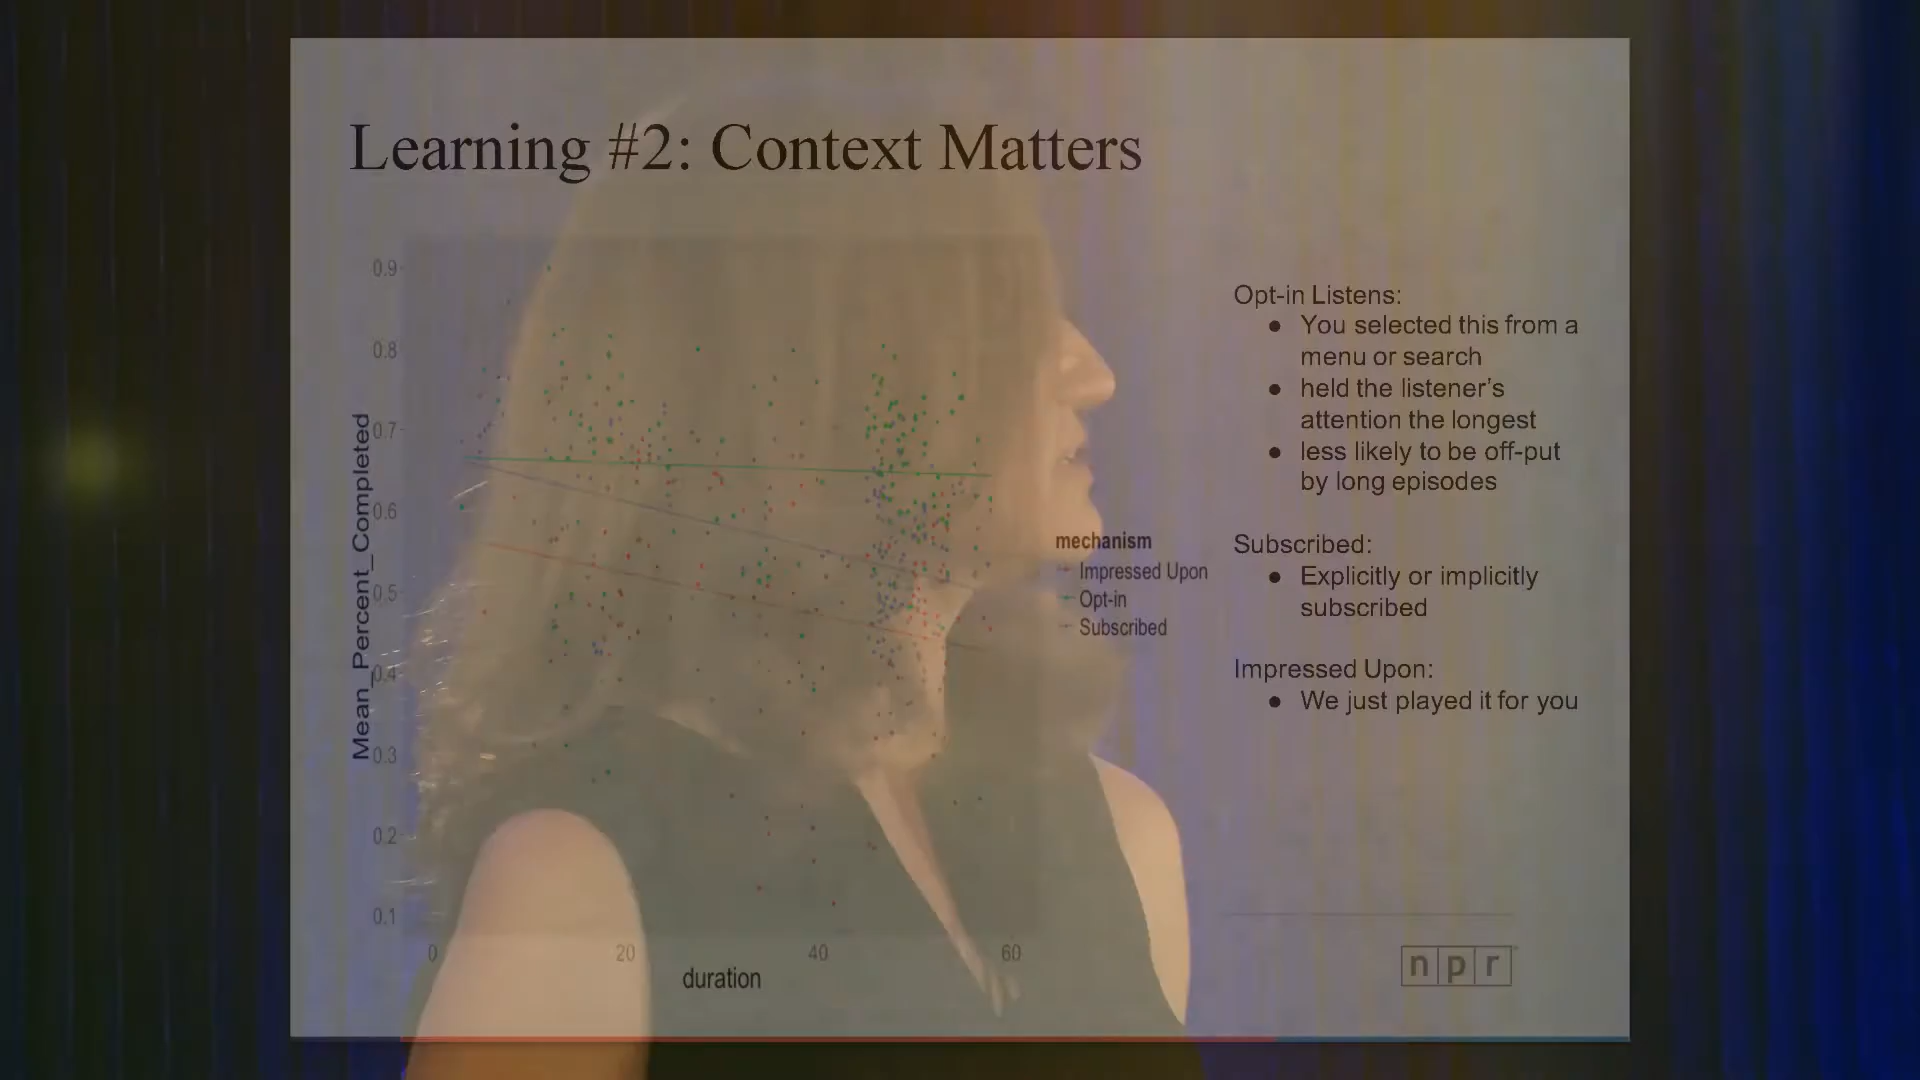 Learning #2: Context Matters
Mean_Percent_Completed
0.9
0.8
0.7
0.6
0.5
0.4
0.3
0.2
0.1
0
20
40
60
duration
mechanism
Impressed Upon
Opt-in
Subscribed
Opt-in Listens:
● You selected this from a
menu or search
● held the listener's
attention the longest
● less likely to be off-put
by long episodes
Subscribed:
● Explicitly or implicitly
subscribed
Impressed Upon:
● We just played it for you
npr